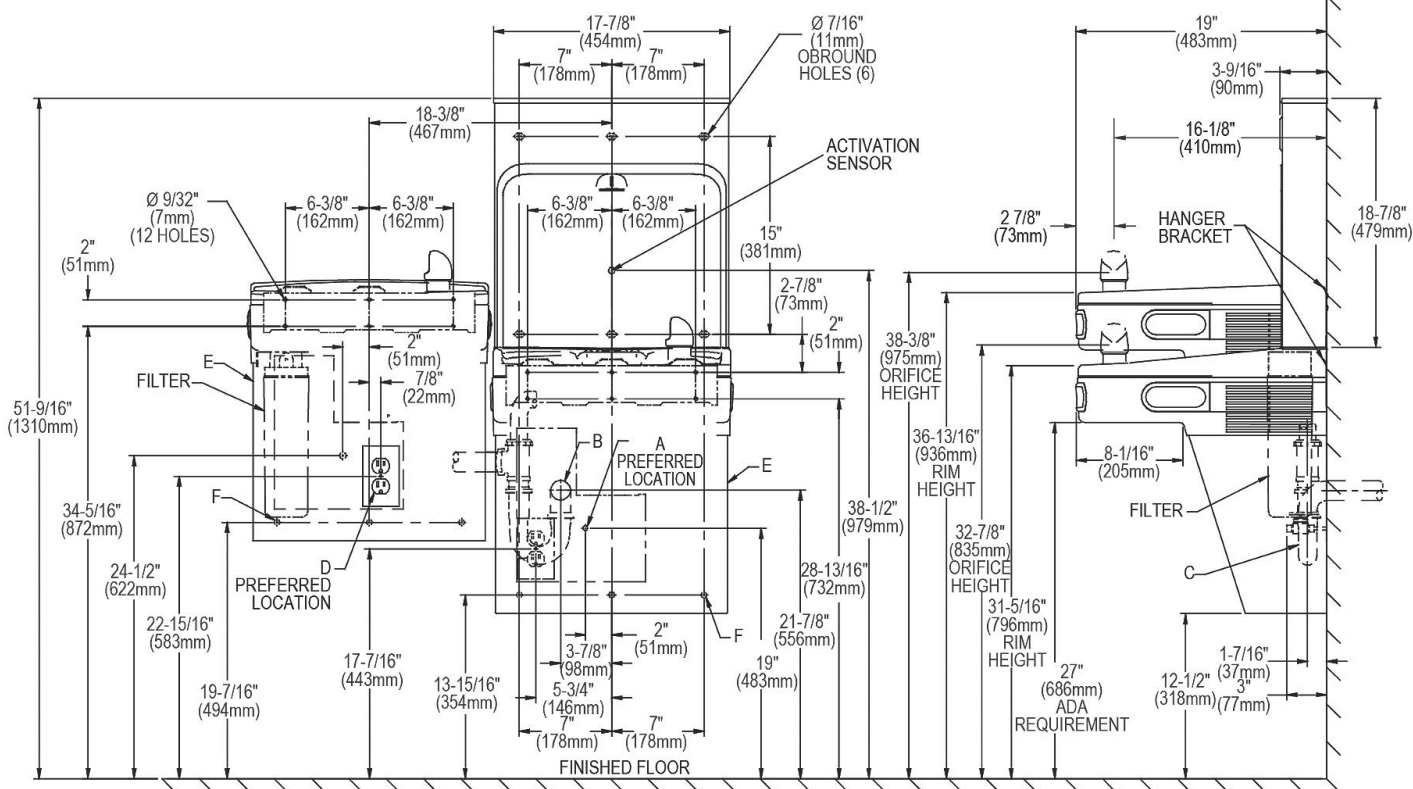 17-7/8"
(454mm)
7"
(178mm)
7"
(178mm)
Ø 7/16"
(11mm)
OBROUND
HOLES (6)
19"
(483mm)
3-9/16"
(90mm)
18-3/8"
(467mm)
16-1/8"
(410mm)
ACTIVATION
SENSOR
Ø 9/32"
(7mm)
(12 HOLES)
6-3/8"
(162mm)
6-3/8"
(162mm)
6-3/8"
(162mm)
6-3/8"
(162mm)
15"
(381mm)
2 7/8"
(73mm)
HANGER
BRACKET
18-7/8"
(479mm)
2"
(51mm)
2-7/8"
(73mm)
2"
(51mm)
2"
(51mm)
E
FILTER
7/8"
(22mm)
38-3/8"
(975mm)
ORIFICE
HEIGHT
51-9/16"
(1310mm)
B
A
PREFERRED
LOCATION
E
36-13/16"
(936mm)
RIM
HEIGHT
8-1/16"
(205mm)
F
34-5/16"
(872mm)
38-1/2"
(979mm)
FILTER
32-7/8"
(835mm)
ORIFICE
HEIGHT
24-1/2"
(622mm)
D
PREFERRED
LOCATION
28-13/16"
(732mm)
C
22-15/16"
(583mm)
21-7/8"
(556mm)
31-5/16"
(796mm)
RIM
HEIGHT
F
2"
(51mm)
17-7/16"
(443mm)
3-7/8"
(98mm)
19"
(483mm)
1-7/16"
(37mm)
19-7/16"
(494mm)
13-15/16"
(354mm)
5-3/4"
(146mm)
27"
(686mm)
ADA
REQUIREMENT
12-1/2"
(318mm)
3"
(77mm)
7"
(178mm)
7"
(178mm)
FINISHED FLOOR